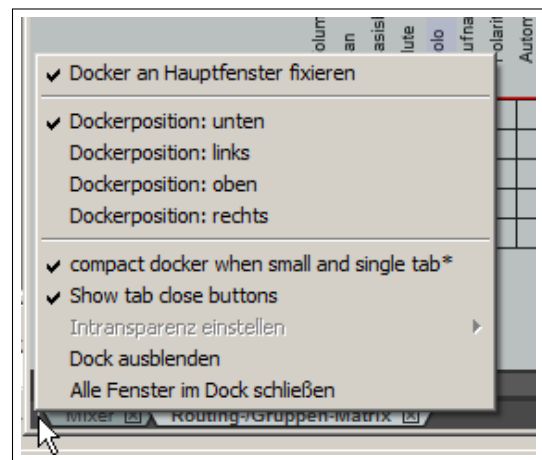 Docker an Hauptfenster fixieren
Dockerposition: unten
Dockerposition: links
Dockerposition: oben
Dockerposition: rechts
compact docker when small and single tab*
Show tab close buttons
Intransparenz einstellen
Dock ausblenden
Alle Fenster im Dock schließen
Mixer Routing-/Gruppen-Matrix